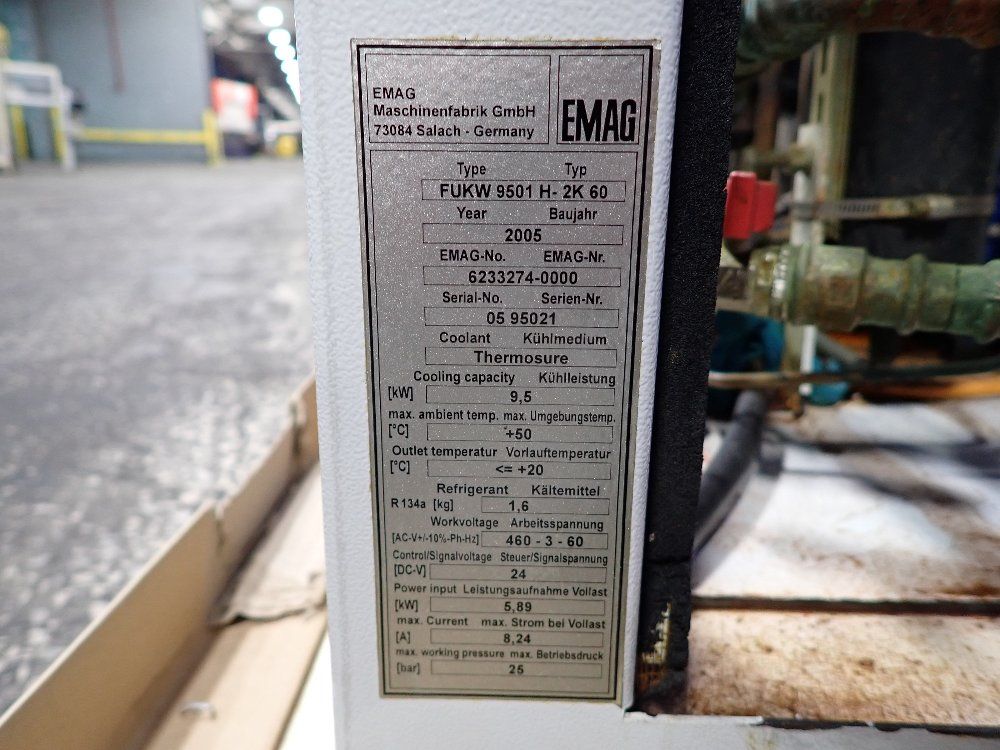 EMAG
Maschinenfabrik GmbH
73084 Salach - Germany
EMAG
Type Typ
FUKW 9501 H- 2K 60
Year Baujahr
2005
EMAG-No. EMAG-Nr.
6233274-0000
Serial-No. Serien-Nr.
05 95021
Coolant Kühlmedium
Thermosure
Cooling capacity Kühlleistung
[kW] 9,5
max. ambient temp. max. Umgebungstemp.
[°C] +50
Outlet temperatur Vorlauftemperatur
[°C] <= +20
Refrigerant Kältemittel
R 134a [kg] 1,6
Workvoltage Arbeitsspannung
[AC-V+/-10%-Ph-Hz] 460 - 3 - 60
Control/Signalvoltage Steuer/Signalspannung
[DC-V] 24
Power input Leistungsaufnahme Vollast
[kW] 5,89
max. Current max. Strom bei Vollast
[A] 8,24
max. working pressure max. Betriebsdruck
[bar] 25